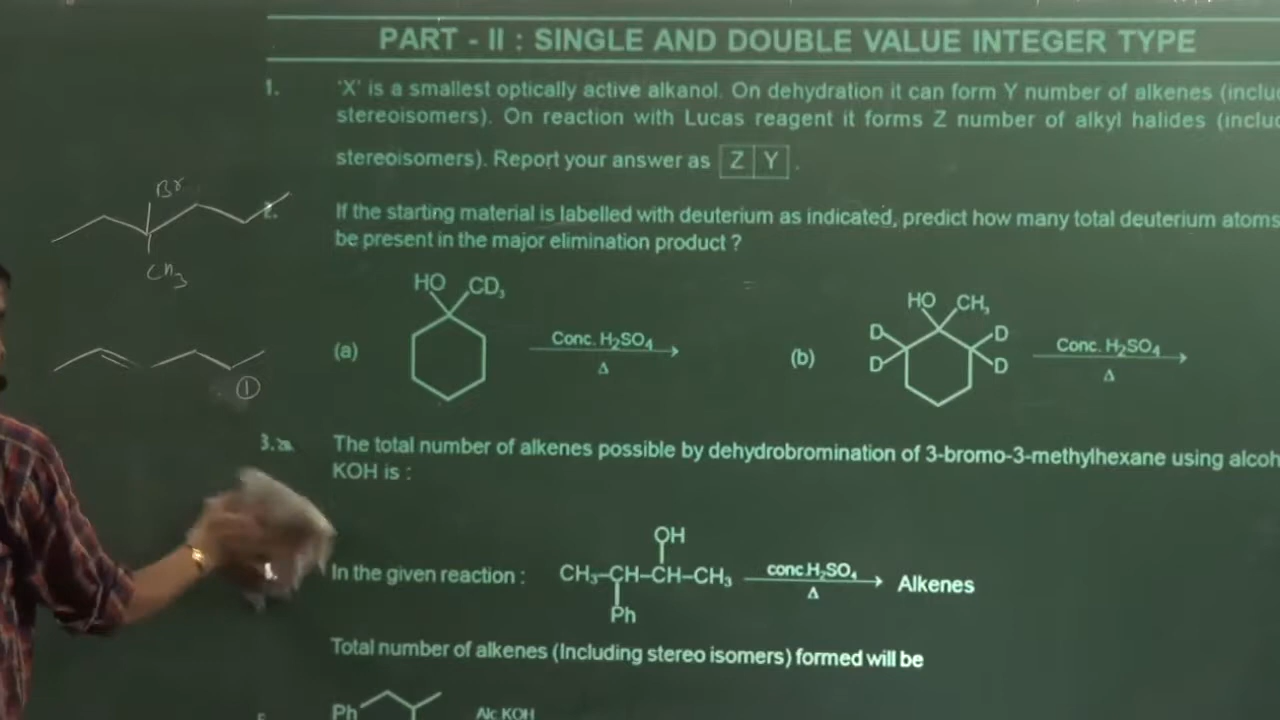 PART - II : SINGLE AND DOUBLE VALUE INTEGER TYPE
1. 'X' is a smallest optically active alkanol. On dehydration it can form Y number of alkenes (includ
stereoisomers). On reaction with Lucas reagent it forms Z number of alkyl halides (includ
stereoisomers). Report your answer as Z Y .
Br
CH3
2. If the starting material is labelled with deuterium as indicated, predict how many total deuterium atoms
be present in the major elimination product ?
(a) HO CD3 Conc. H2SO4 Δ
(b) HO CH3 D D D D Conc. H2SO4 Δ
①
3. The total number of alkenes possible by dehydrobromination of 3-bromo-3-methylhexane using alcoh
KOH is :
OH
In the given reaction : CH3–CH–CH–CH3 conc.H2SO4 Δ Alkenes
Ph
Total number of alkenes (Including stereo isomers) formed will be
Ph Alc KOH